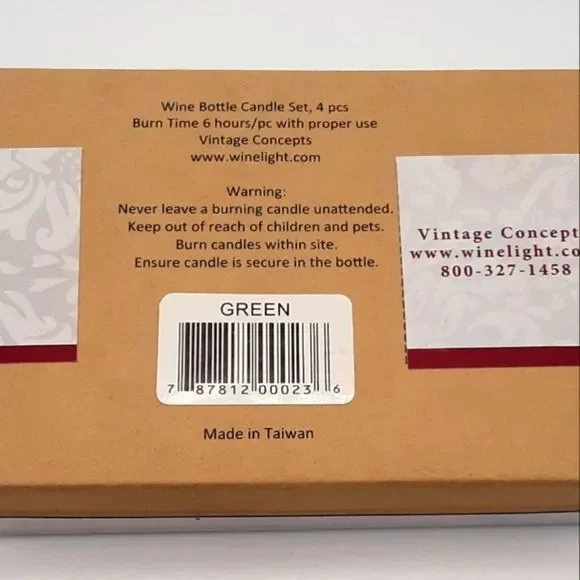 Wine Bottle Candle Set, 4 pcs
Burn Time 6 hours/pc with proper use
Vintage Concepts
www.winelight.com
Warning:
Never leave a burning candle unattended.
Keep out of reach of children and pets.
Burn candles within site.
Ensure candle is secure in the bottle.
GREEN
7 87812 00023 6
Made in Taiwan
Vintage Concept
www.winelight.co
800-327-1458